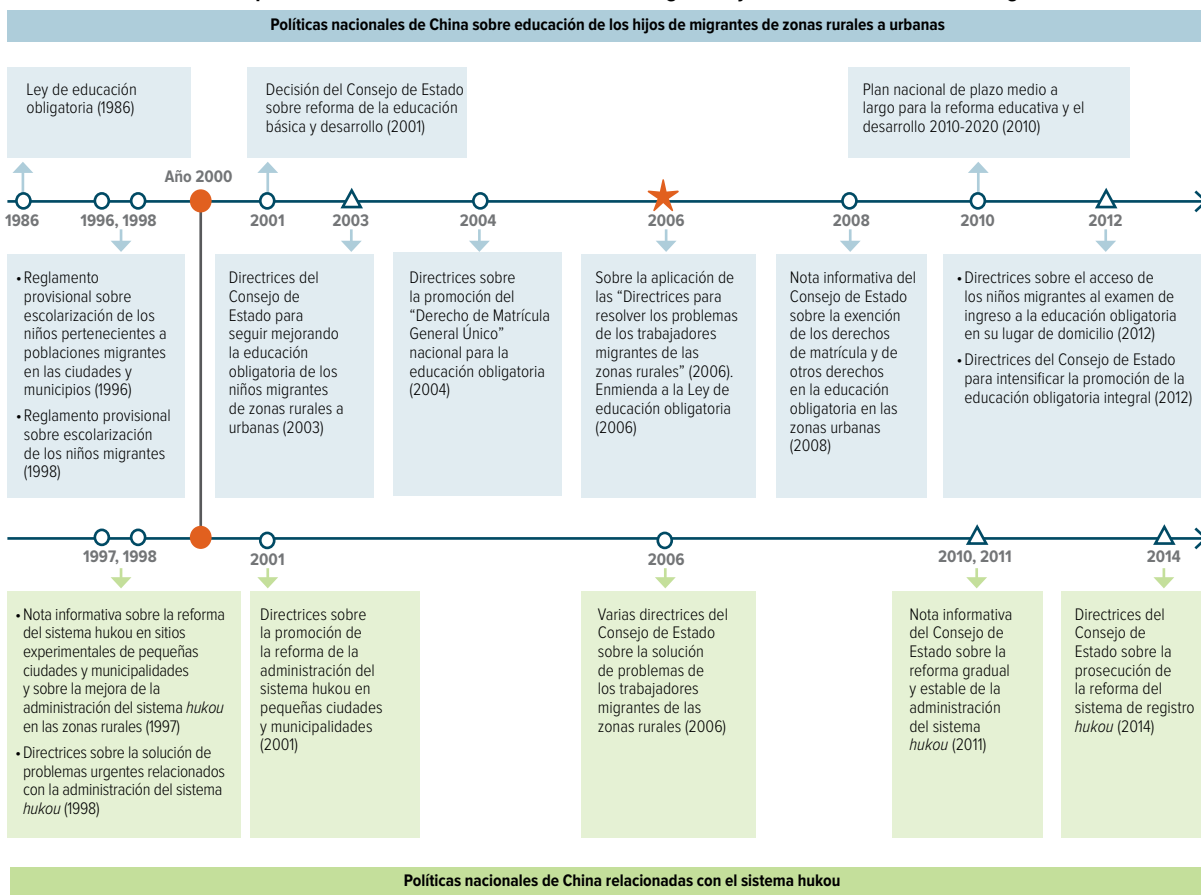 Políticas nacionales de China sobre educación de los hijos de migrantes de zonas rurales a urbanas
Ley de educación
obligatoria (1986)
Decisión del Consejo de Estado
sobre reforma de la educación
básica y desarrollo (2001)
Plan nacional de plazo medio a
largo para la reforma educativa y el
desarrollo 2010-2020 (2010)
Año 2000
1986
1996, 1998
2001
2003
2004
2006
2008
2010
2012
• Reglamento
provisional sobre
escolarización de los
niños pertenecientes a
poblaciones migrantes
en las ciudades y
municipios (1996)
• Reglamento provisional
sobre escolarización
de los niños migrantes
(1998)
Directrices del
Consejo de
Estado para
seguir mejorando
la educación
obligatoria de los
niños migrantes
de zonas rurales a
urbanas (2003)
Directrices sobre
la promoción del
“Derecho de Matrícula
General Único”
nacional para la
educación obligatoria
(2004)
Sobre la aplicación de
las “Directrices para
resolver los problemas
de los trabajadores
migrantes de las
zonas rurales” (2006).
Enmienda a la Ley de
educación obligatoria
(2006)
Nota informativa del
Consejo de Estado
sobre la exención
de los derechos
de matrícula y de
otros derechos
en la educación
obligatoria en las
zonas urbanas
(2008)
• Directrices sobre el acceso de
los niños migrantes al examen de
ingreso a la educación obligatoria
en su lugar de domicilio (2012)
• Directrices del Consejo de Estado
para intensificar la promoción de la
educación obligatoria integral (2012)
1997, 1998
2001
2006
2010, 2011
2014
• Nota informativa sobre la reforma
del sistema hukou en sitios
experimentales de pequeñas
ciudades y municipalidades
y sobre la mejora de la
administración del sistema hukou
en las zonas rurales (1997)
• Directrices sobre la solución de
problemas urgentes relacionados
con la administración del sistema
hukou (1998)
Directrices sobre
la promoción de
la reforma de la
administración del
sistema hukou en
pequeñas ciudades
y municipalidades
(2001)
Varias directrices del
Consejo de Estado
sobre la solución
de problemas de
los trabajadores
migrantes de las
zonas rurales (2006)
Nota informativa
del Consejo de
Estado sobre la
reforma gradual
y estable de la
administración
del sistema
hukou (2011)
Directrices del
Consejo de
Estado sobre la
prosecución de
la reforma del
sistema de registro
hukou (2014)
Políticas nacionales de China relacionadas con el sistema hukou